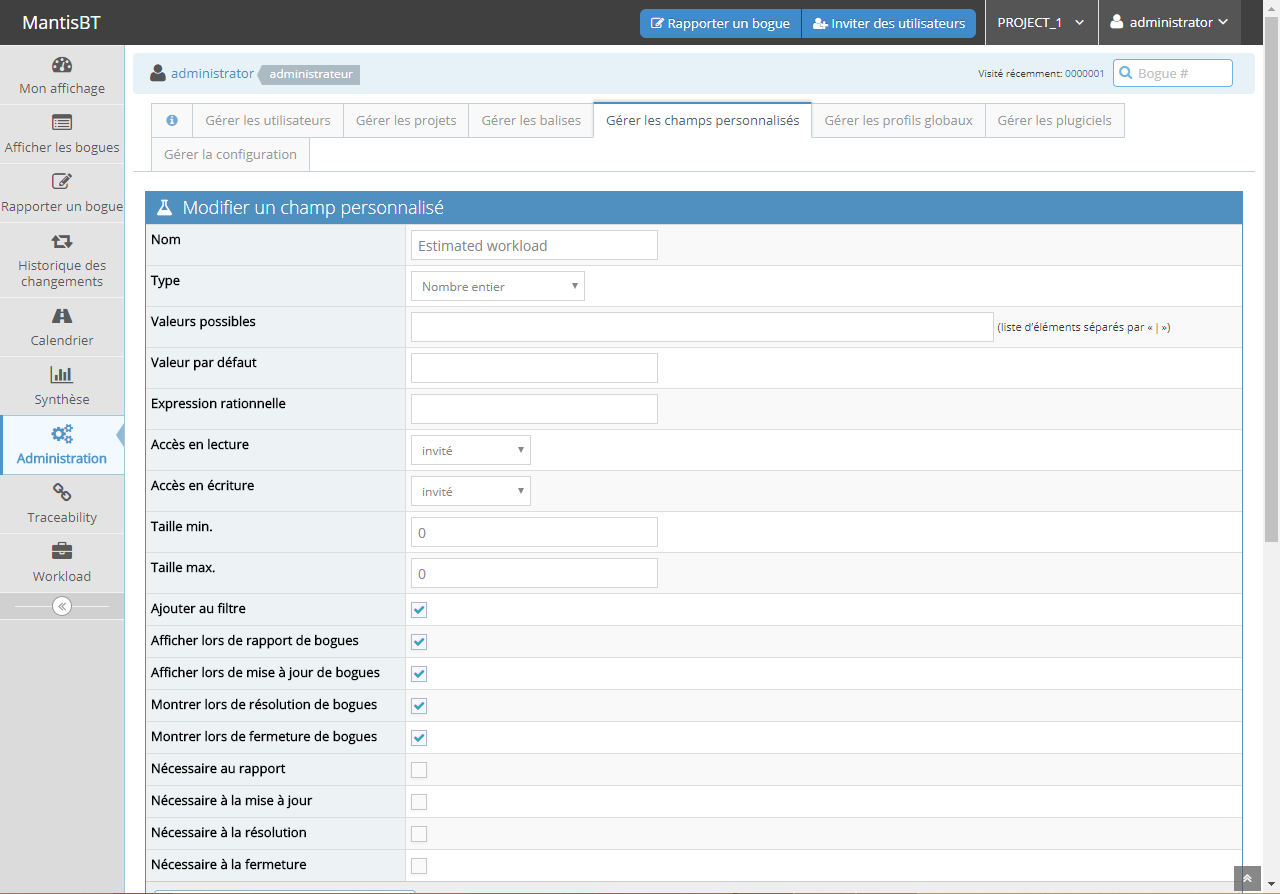 MantisBT
Rapporter un bogue
Inviter des utilisateurs
PROJECT_1
administrator
Mon affichage
Afficher les bogues
Rapporter un bogue
Historique des
changements
Calendrier
Synthèse
Administration
Traceability
Workload
administrator administrateur
Visité récemment: 0000001
Bogue #
Gérer les utilisateurs
Gérer les projets
Gérer les balises
Gérer les champs personnalisés
Gérer les profils globaux
Gérer les plugiciels
Gérer la configuration
Modifier un champ personnalisé
Nom
Estimated workload
Type
Nombre entier
Valeurs possibles
(liste d'éléments séparés par « | »)
Valeur par défaut
Expression rationnelle
Accès en lecture
invité
Accès en écriture
invité
Taille min.
0
Taille max.
0
Ajouter au filtre
Afficher lors de rapport de bogues
Afficher lors de mise à jour de bogues
Montrer lors de résolution de bogues
Montrer lors de fermeture de bogues
Nécessaire au rapport
Nécessaire à la mise à jour
Nécessaire à la résolution
Nécessaire à la fermeture